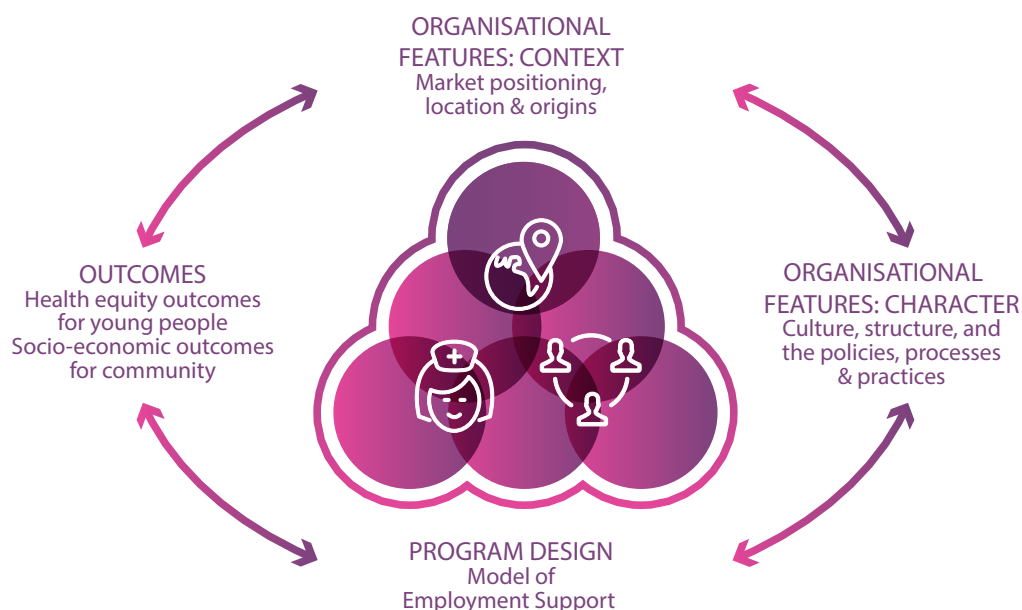 ORGANISATIONAL
FEATURES: CONTEXT
Market positioning,
location & origins
OUTCOMES
Health equity outcomes
for young people
Socio-economic outcomes
for community
ORGANISATIONAL
FEATURES: CHARACTER
Culture, structure, and
the policies, processes
& practices
PROGRAM DESIGN
Model of
Employment Support